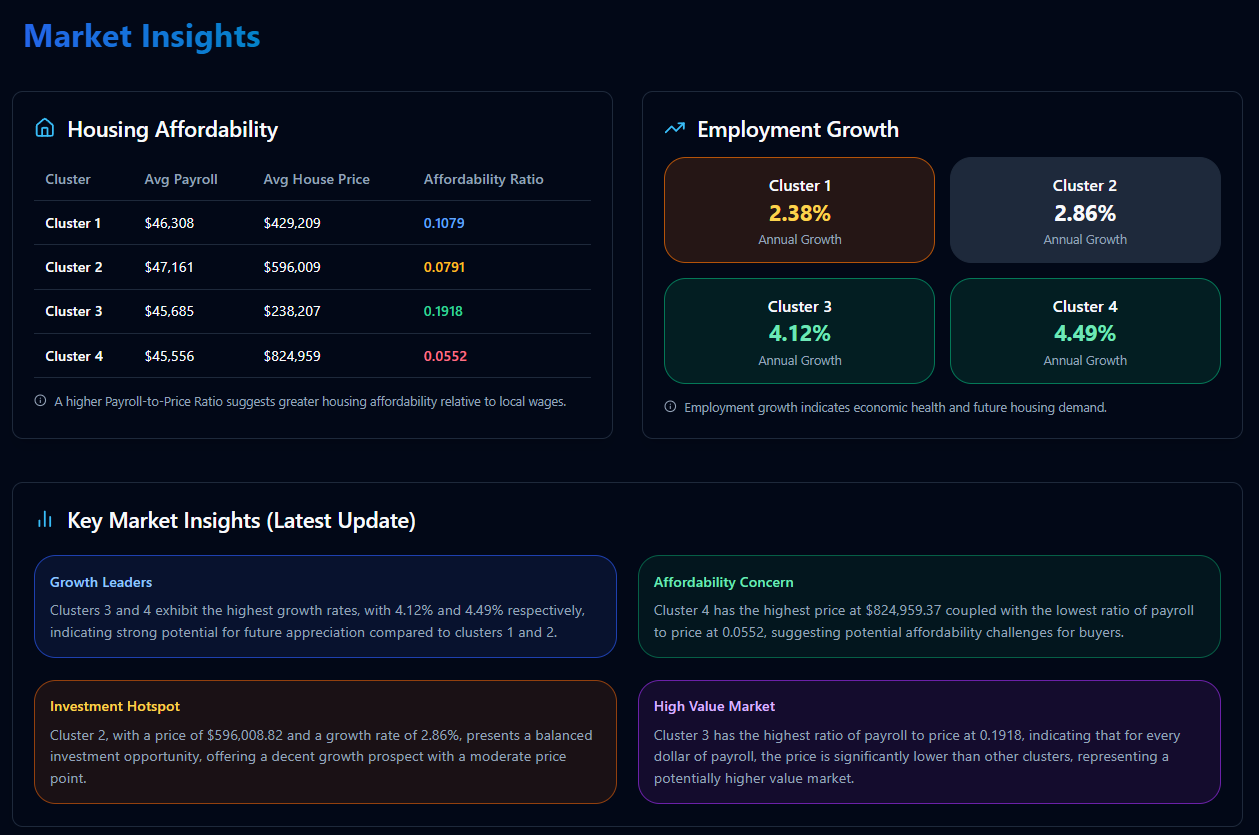 Market Insights
Housing Affordability
Cluster Avg Payroll Avg House Price Affordability Ratio
Cluster 1 $46,308 $429,209 0.1079
Cluster 2 $47,161 $596,009 0.0791
Cluster 3 $45,685 $238,207 0.1918
Cluster 4 $45,556 $824,959 0.0552
A higher Payroll-to-Price Ratio suggests greater housing affordability relative to local wages.
Employment Growth
Cluster 1
2.38%
Annual Growth
Cluster 2
2.86%
Annual Growth
Cluster 3
4.12%
Annual Growth
Cluster 4
4.49%
Annual Growth
Employment growth indicates economic health and future housing demand.
Key Market Insights (Latest Update)
Growth Leaders
Clusters 3 and 4 exhibit the highest growth rates, with 4.12% and 4.49% respectively,
indicating strong potential for future appreciation compared to clusters 1 and 2.
Affordability Concern
Cluster 4 has the highest price at $824,959.37 coupled with the lowest ratio of payroll
to price at 0.0552, suggesting potential affordability challenges for buyers.
Investment Hotspot
Cluster 2, with a price of $596,008.82 and a growth rate of 2.86%, presents a balanced
investment opportunity, offering a decent growth prospect with a moderate price
point.
High Value Market
Cluster 3 has the highest ratio of payroll to price at 0.1918, indicating that for every
dollar of payroll, the price is significantly lower than other clusters, representing a
potentially higher value market.